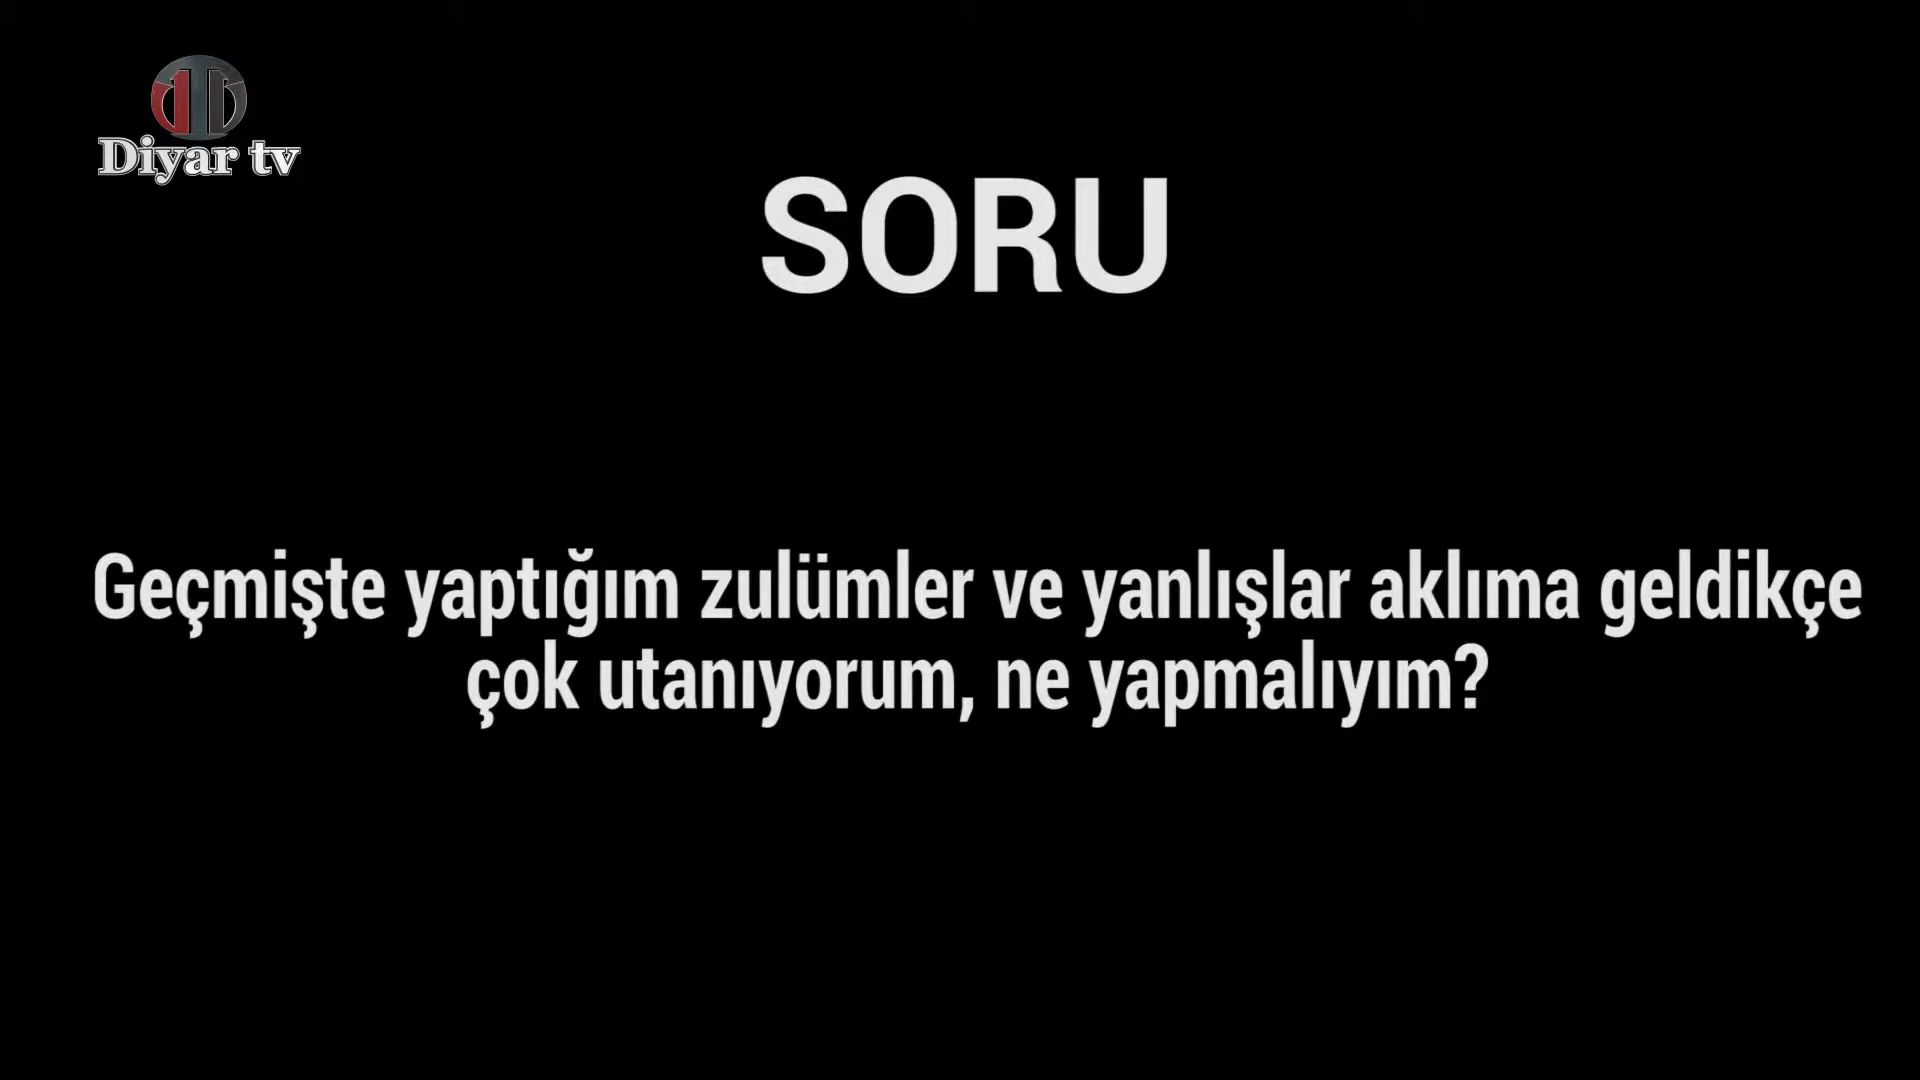 Diyar tv
SORU
Geçmişte yaptığım zulümler ve yanlışlar aklıma geldikçe
çok utanıyorum, ne yapmalıyım?